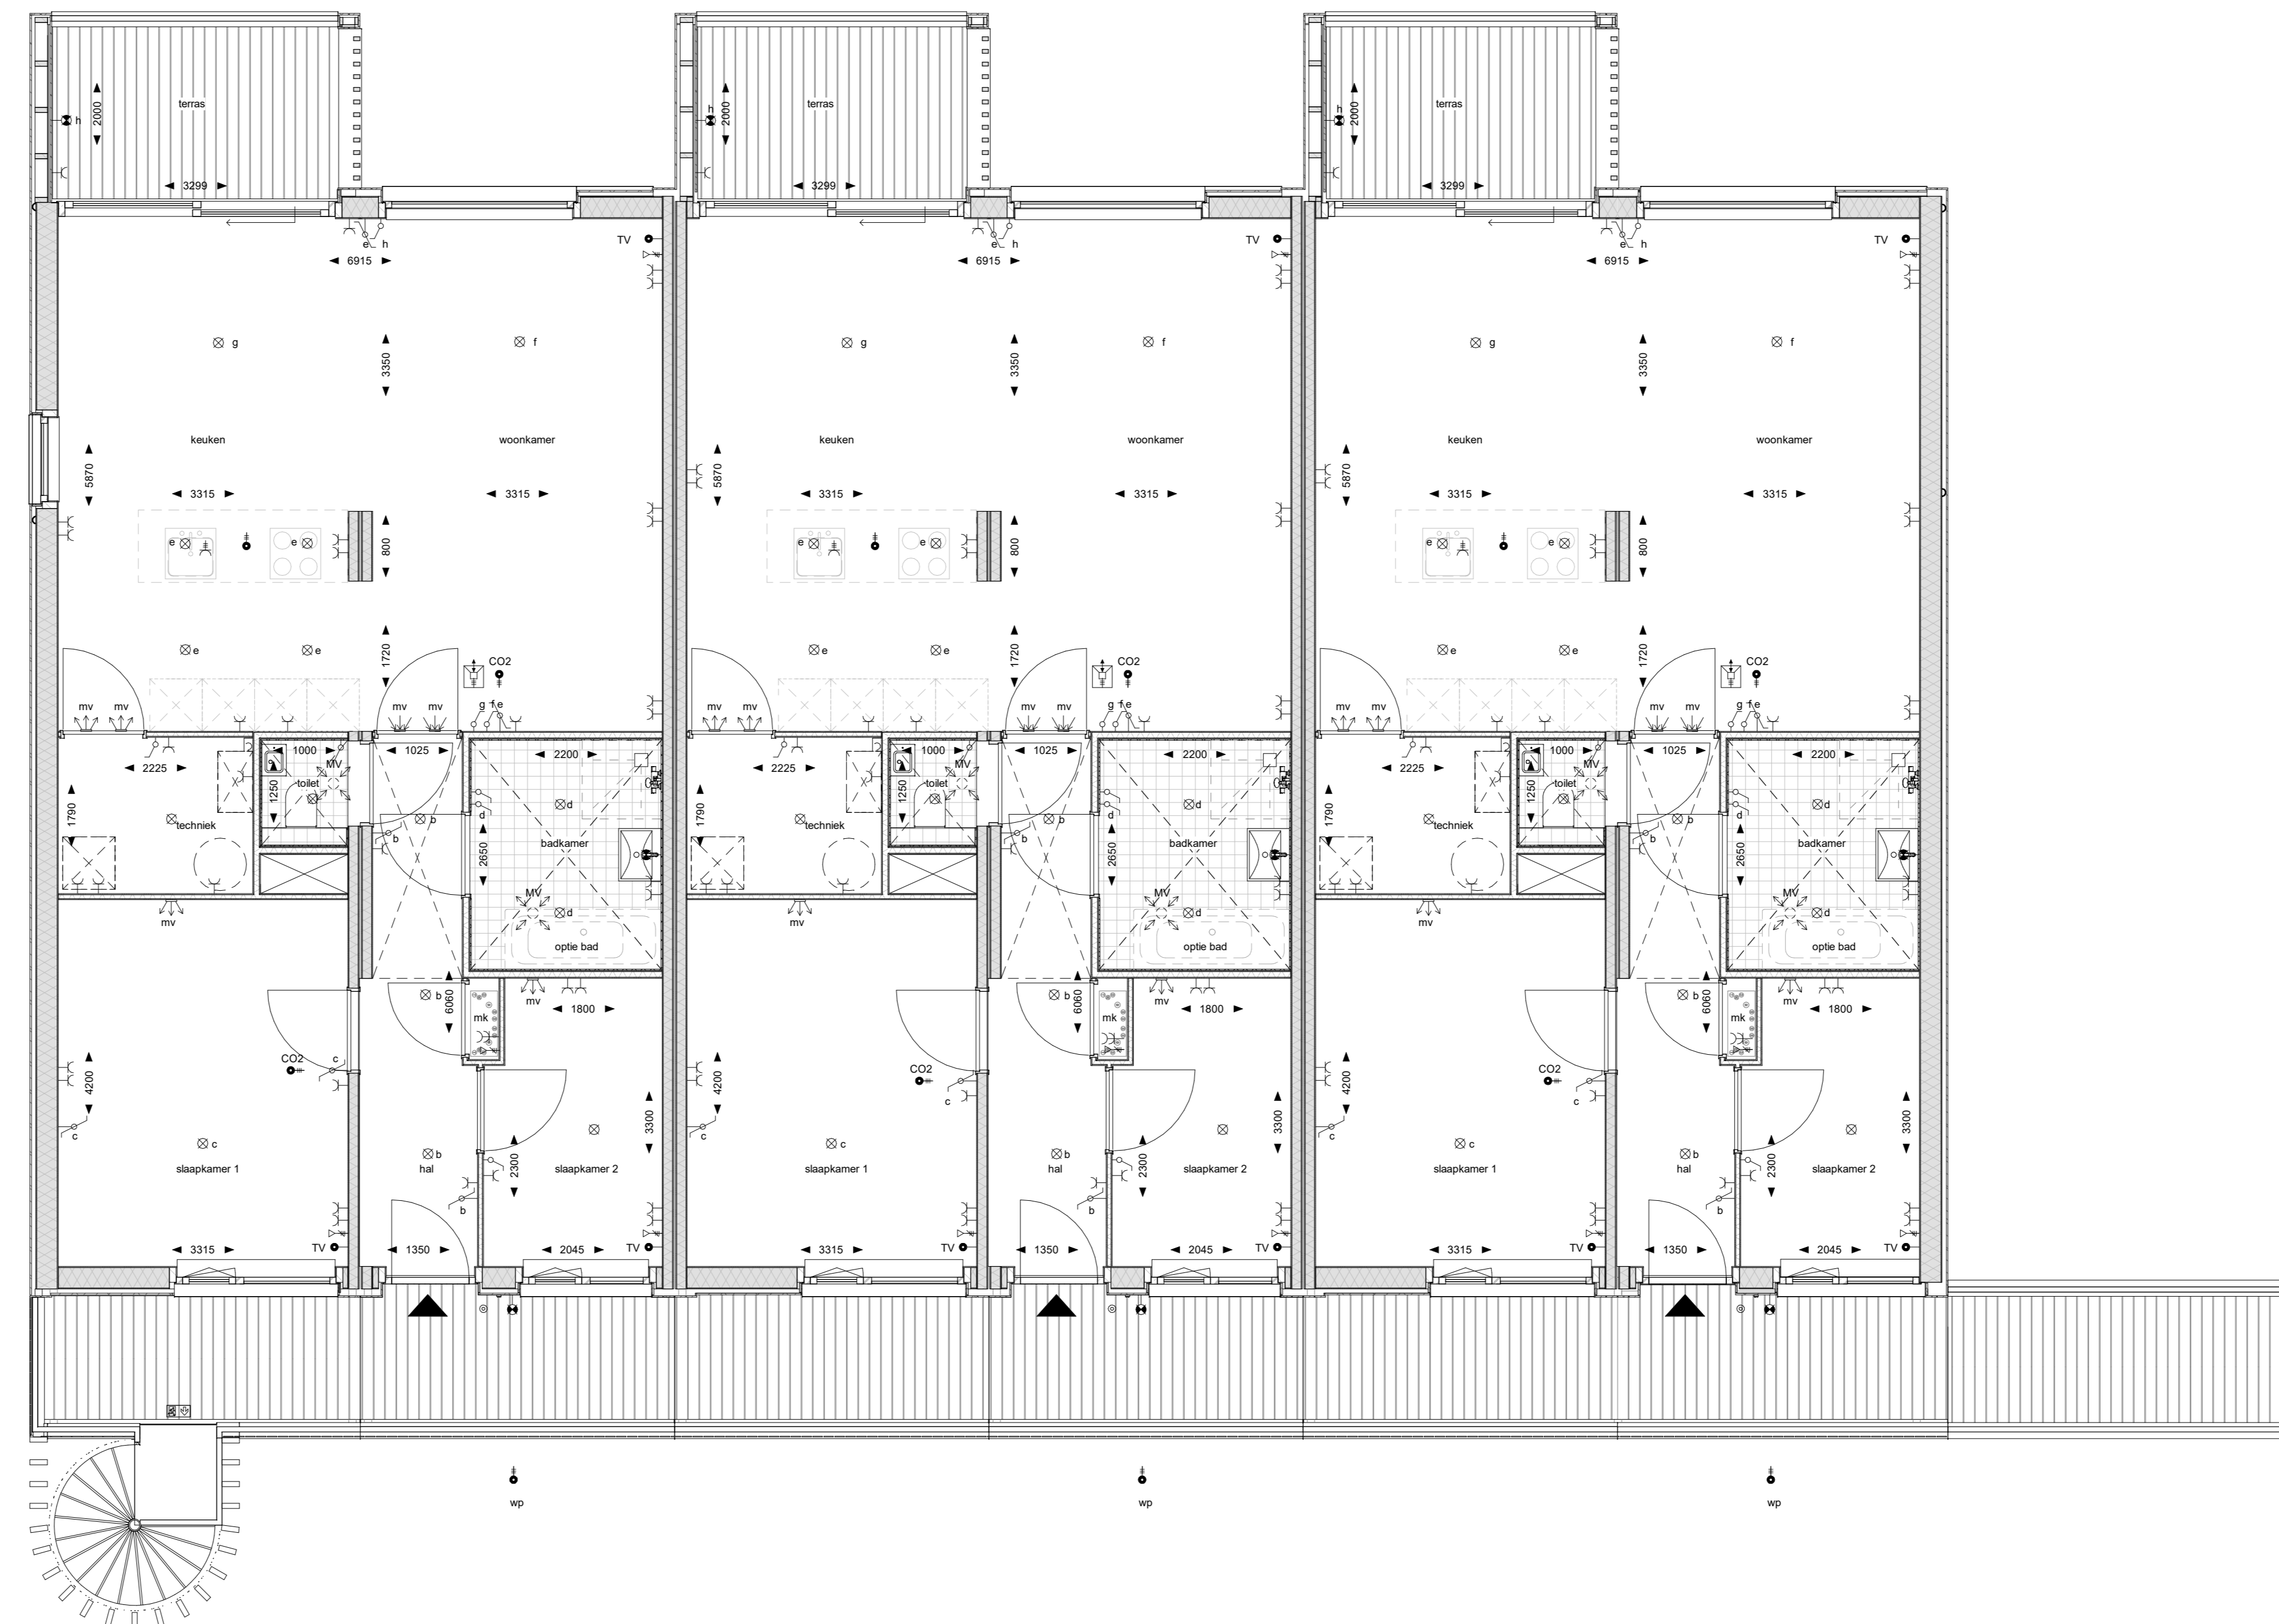 terras
terras
terras
h
2000
h
2000
h
2000
3299
3299
3299
e h
TV
e h
TV
e h
TV
6915
6915
6915
g
f
g
f
g
f
3350
3350
3350
keuken
woonkamer
keuken
woonkamer
keuken
woonkamer
5870
5870
5870
3315
3315
3315
3315
3315
3315
e
e
800
e
e
800
e
e
800
e
e
1720
e
e
1720
e
e
1720
CO2
CO2
CO2
mv
mv
mv
mv
g f e
mv
mv
mv
mv
g f e
mv
mv
mv
mv
g f e
2225
1000
1025
2200
2225
1000
1025
2200
2225
1000
1025
2200
MV
MV
MV
1790
1250
toilet
1790
1250
toilet
1790
1250
toilet
d
d
d
d
d
d
techniek
b
techniek
b
techniek
b
b
2650
badkamer
b
2650
badkamer
b
2650
badkamer
MV
d
MV
d
MV
d
mv
optie bad
mv
optie bad
mv
optie bad
b
6060
mv
1800
b
6060
mv
1800
b
6060
mv
1800
mk
mk
mk
CO2
c
CO2
c
CO2
c
4200
4200
4200
c
3300
c
3300
c
3300
c
c
c
b
2300
b
2300
b
2300
slaapkamer 1
hal
slaapkamer 2
slaapkamer 1
hal
slaapkamer 2
slaapkamer 1
hal
slaapkamer 2
b
b
b
3315
TV
1350
2045
TV
3315
TV
1350
2045
TV
3315
TV
1350
2045
TV
wp
wp
wp